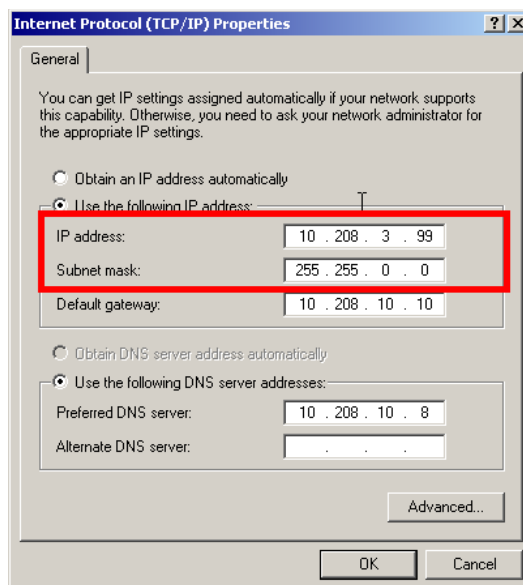 Internet Protocol (TCP/IP) Properties
General
You can get IP settings assigned automatically if your network supports
this capability. Otherwise, you need to ask your network administrator for
the appropriate IP settings.
Obtain an IP address automatically
Use the following IP address:
IP address: 10 . 208 . 3 . 99
Subnet mask: 255 . 255 . 0 . 0
Default gateway: 10 . 208 . 10 . 10
Obtain DNS server address automatically
Use the following DNS server addresses:
Preferred DNS server: 10 . 208 . 10 . 8
Alternate DNS server: . . .
Advanced...
OK Cancel